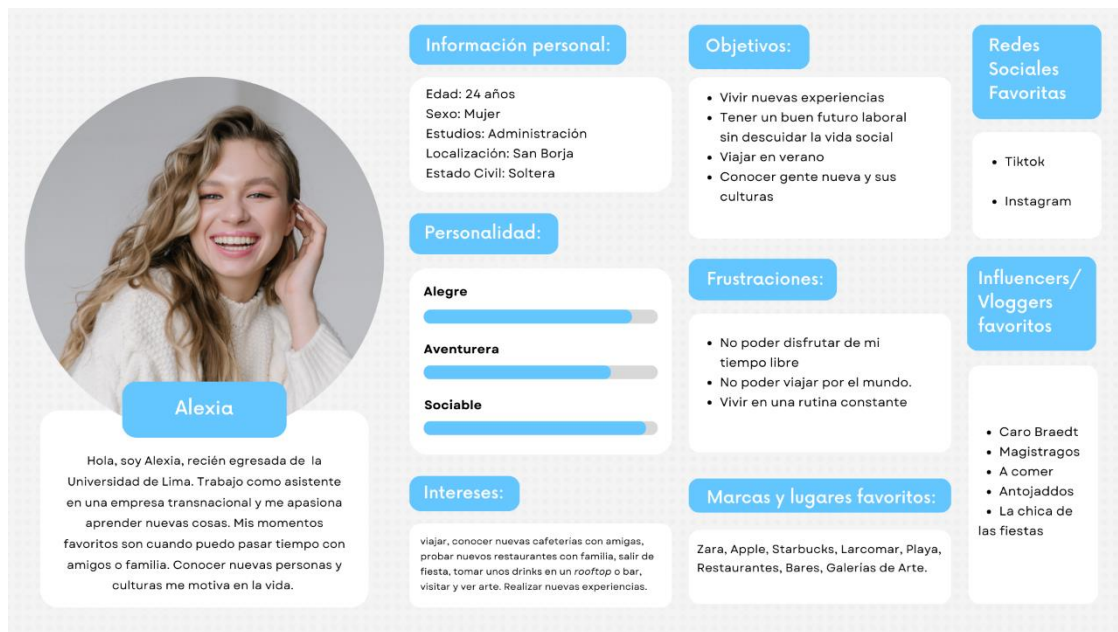 Alexia
Hola, soy Alexia, recién egresada de la
Universidad de Lima. Trabajo como asistente
en una empresa transnacional y me apasiona
aprender nuevas cosas. Mis momentos
favoritos son cuando puedo pasar tiempo con
amigos o familia. Conocer nuevas personas y
culturas me motiva en la vida.
Información personal:
Edad: 24 años
Sexo: Mujer
Estudios: Administración
Localización: San Borja
Estado Civil: Soltera
Personalidad:
Alegre
Aventurera
Sociable
Intereses:
viajar, conocer nuevas cafeterías con amigas,
probar nuevos restaurantes con familia, salir de
fiesta, tomar unos drinks en un rooftop o bar,
visitar y ver arte. Realizar nuevas experiencias.
Objetivos:
• Vivir nuevas experiencias
• Tener un buen futuro laboral
sin descuidar la vida social
• Viajar en verano
• Conocer gente nueva y sus
culturas
Frustraciones:
• No poder disfrutar de mi
tiempo libre
• No poder viajar por el mundo.
• Vivir en una rutina constante
Marcas y lugares favoritos:
Zara, Apple, Starbucks, Larcomar, Playa,
Restaurantes, Bares, Galerías de Arte.
Redes
Sociales
Favoritas
• Tiktok
• Instagram
Influencers/
Vloggers
favoritos
• Caro Braedt
• Magistragos
• A comer
• Antojaddos
• La chica de
las fiestas